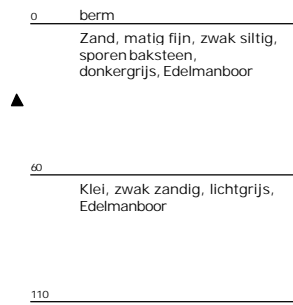 0 berm
Zand, matig fijn, zwak siltig,
sporen baksteen,
donkergrijs, Edelmanboor
60
Klei, zwak zandig, lichtgrijs,
Edelmanboor
110